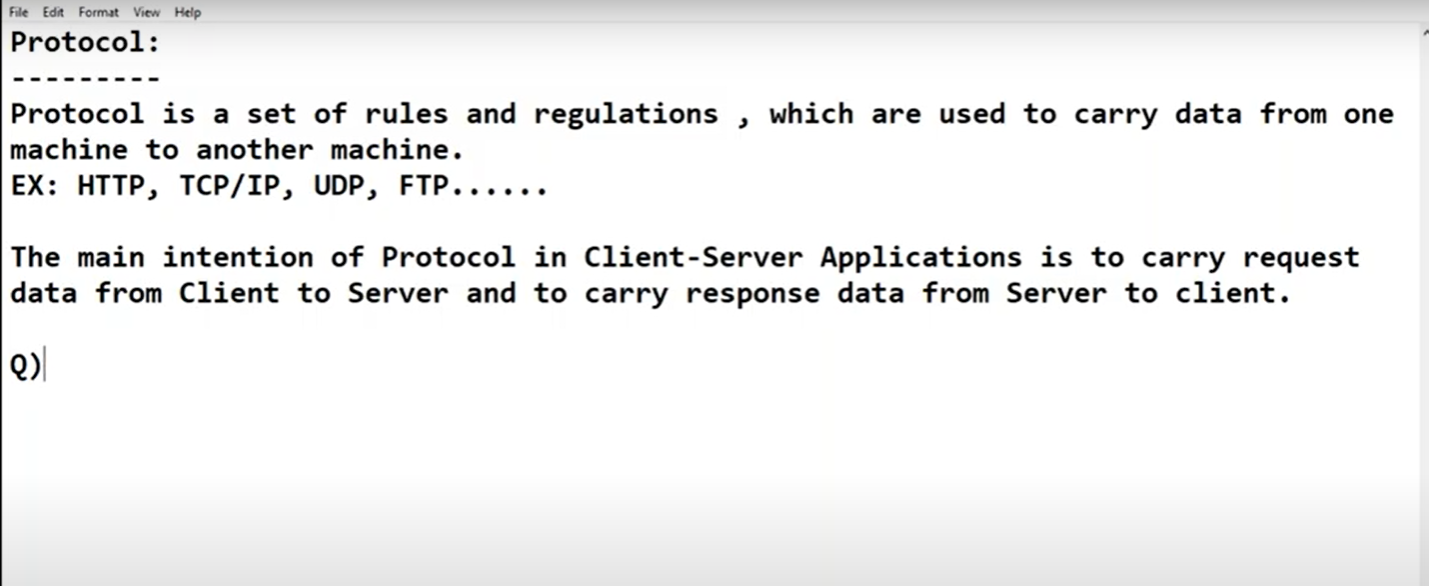 File Edit Format View Help
Protocol:
---------
Protocol is a set of rules and regulations , which are used to carry data from one
machine to another machine.
EX: HTTP, TCP/IP, UDP, FTP......
The main intention of Protocol in Client-Server Applications is to carry request
data from Client to Server and to carry response data from Server to client.
Q)